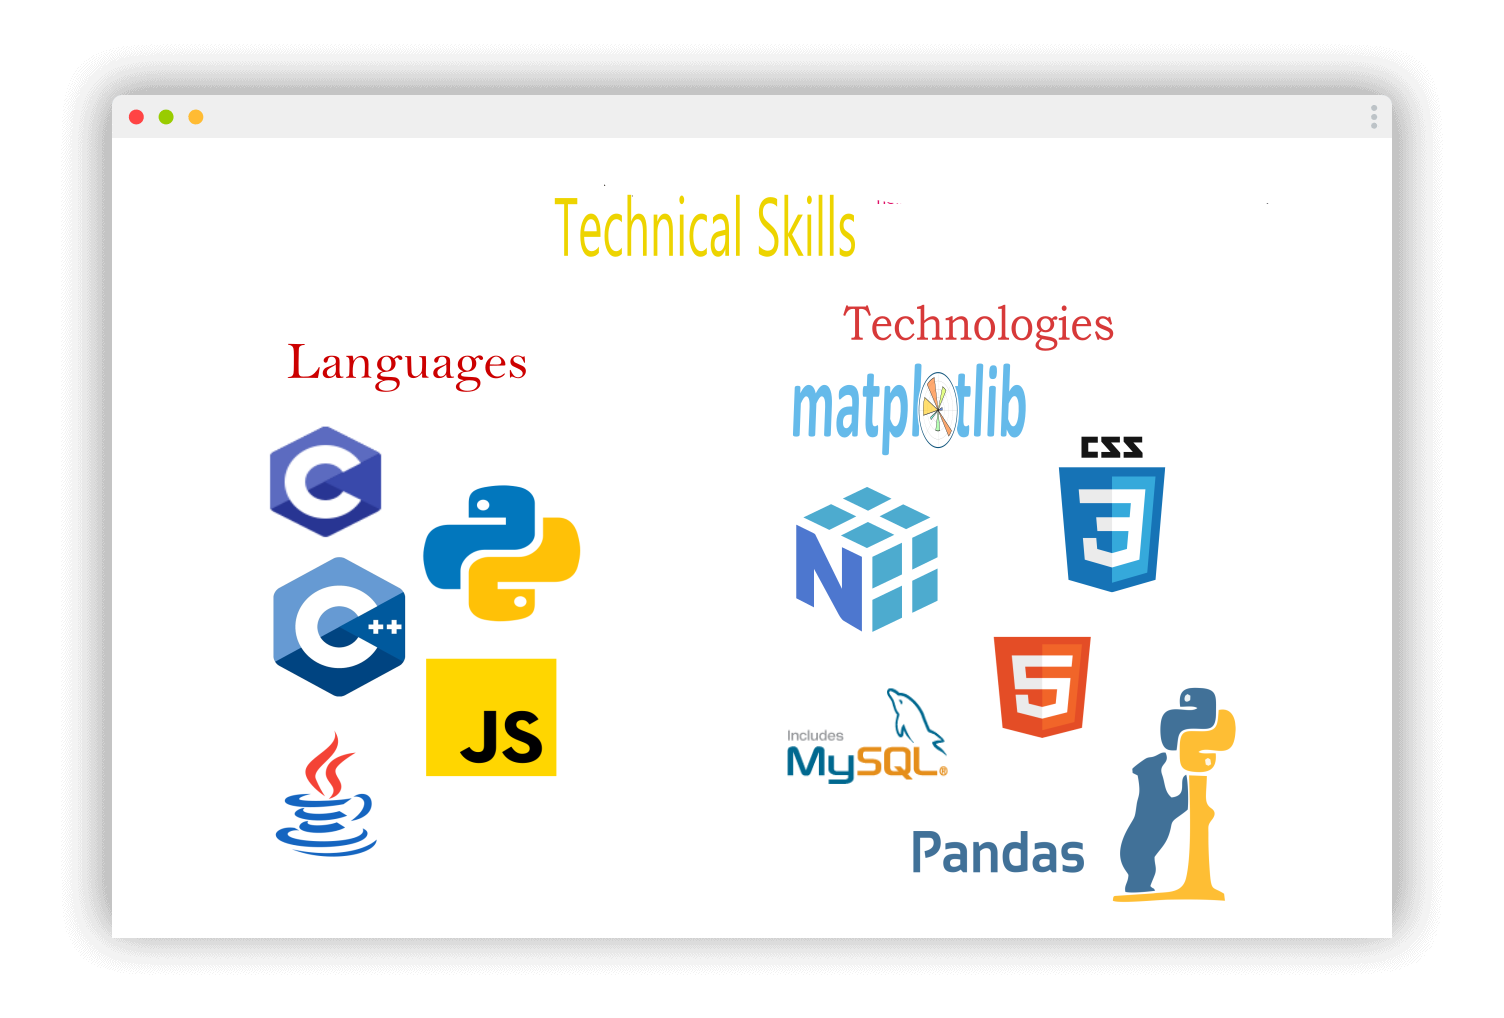 Technical Skills
Languages
C
C++
JS
Technologies
matplotlib
CSS
3
N
5
Includes
MySQL®
Pandas